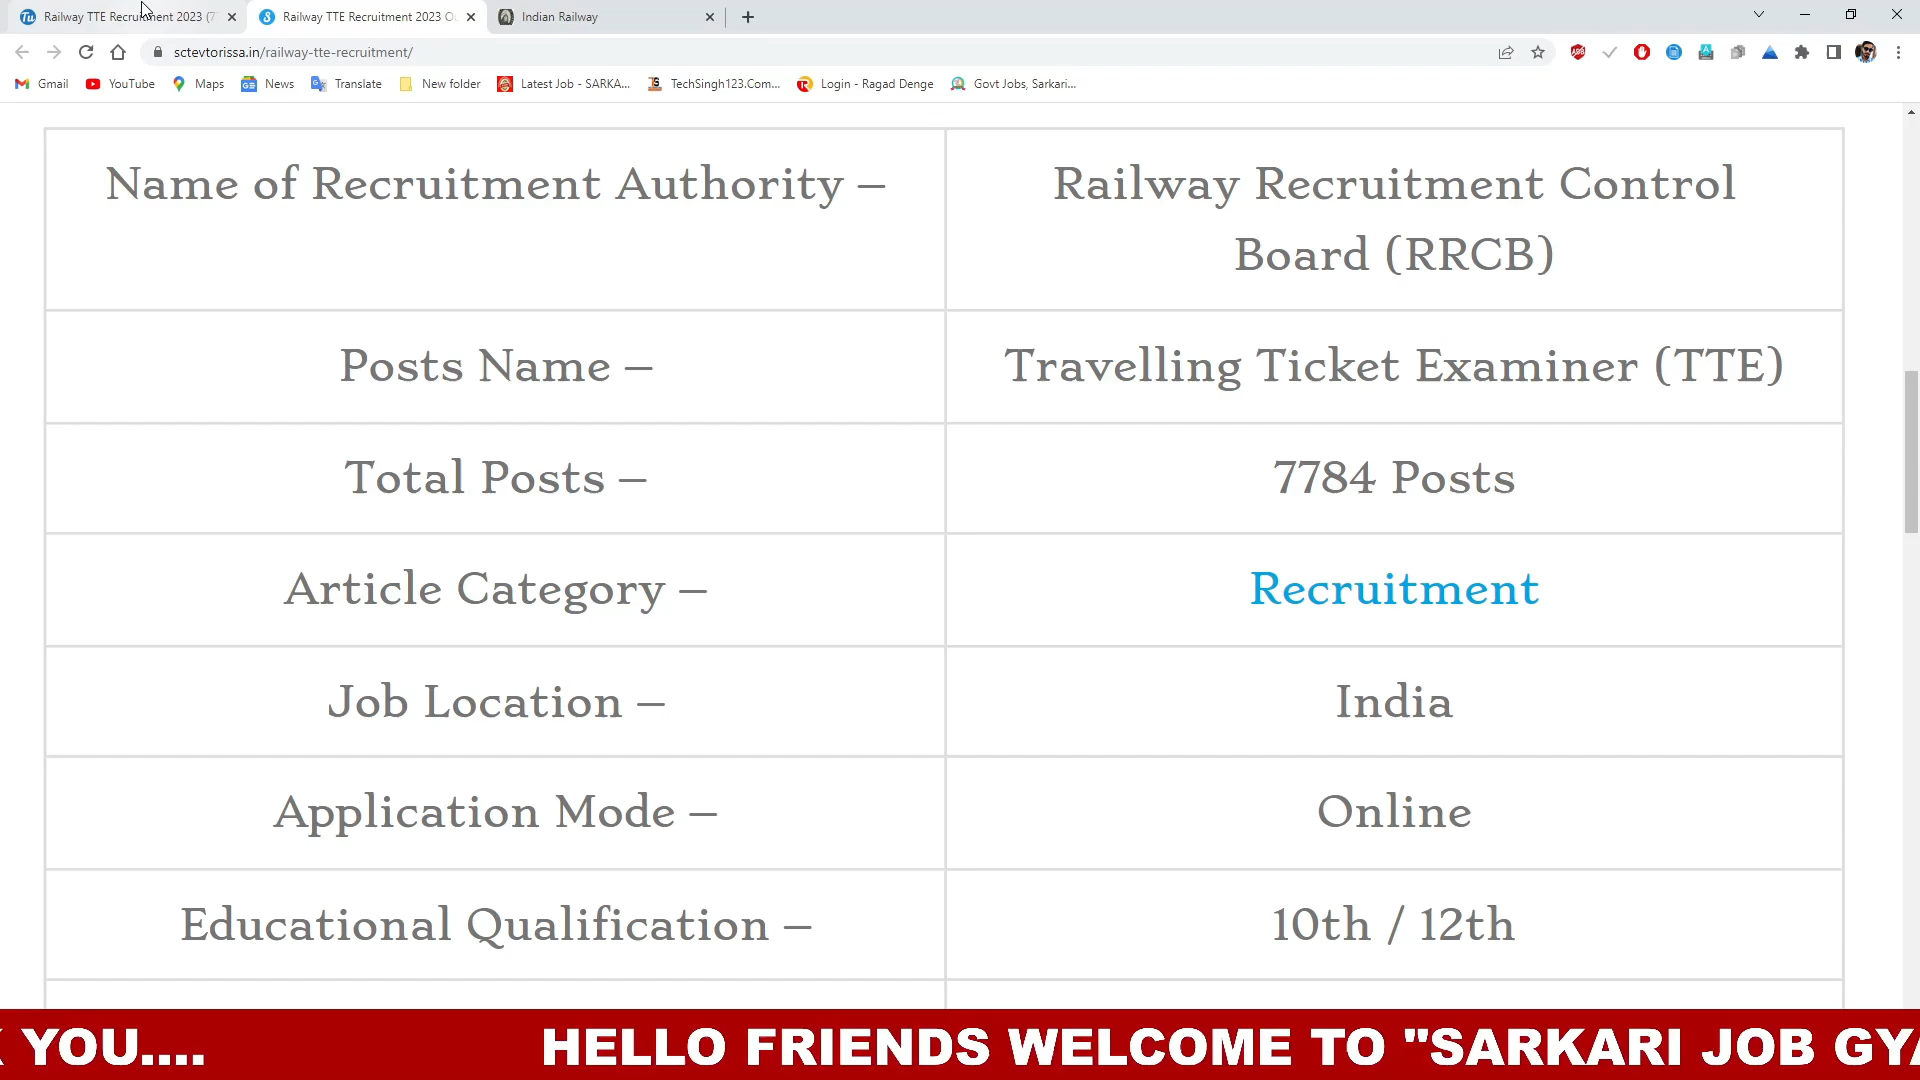 Railway TTE Recruitment 2023 (7
Railway TTE Recruitment 2023 O
Indian Railway
sctevtorissa.in/railway-tte-recruitment/
Gmail
YouTube
Maps
News
Translate
New folder
Latest Job - SARKA...
TechSingh123.Com...
Login - Ragad Denge
Govt Jobs, Sarkari...
Name of Recruitment Authority –
Railway Recruitment Control
Board (RRCB)
Posts Name –
Travelling Ticket Examiner (TTE)
Total Posts –
7784 Posts
Article Category –
Recruitment
Job Location –
India
Application Mode –
Online
Educational Qualification –
10th / 12th
YOU.... HELLO FRIENDS WELCOME TO "SARKARI JOB GYA